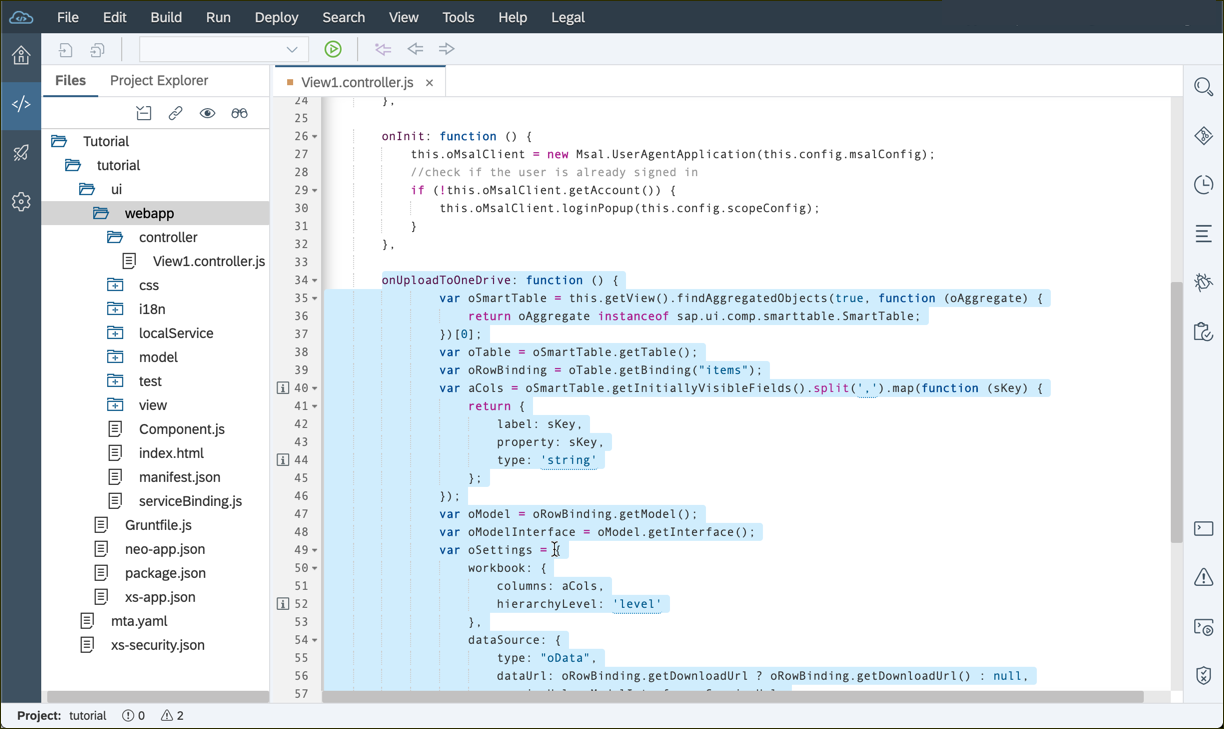 File Edit Build Run Deploy Search View Tools Help Legal
Files Project Explorer
View1.controller.js ×
Tutorial
tutorial
ui
webapp
controller
View1.controller.js
css
i18n
localService
model
test
view
Component.js
index.html
manifest.json
serviceBinding.js
Gruntfile.js
neo-app.json
package.json
xs-app.json
mta.yaml
xs-security.json
24 },
25
26 onInit: function () {
27 this.oMsalClient = new Msal.UserAgentApplication(this.config.msalConfig);
28 //check if the user is already signed in
29 if (!this.oMsalClient.getAccount()) {
30 this.oMsalClient.loginPopup(this.config.scopeConfig);
31 }
32 },
33
34 onUploadToOneDrive: function () {
35 var oSmartTable = this.getView().findAggregatedObjects(true, function (oAggregate) {
36 return oAggregate instanceof sap.ui.comp.smarttable.SmartTable;
37 })[0];
38 var oTable = oSmartTable.getTable();
39 var oRowBinding = oTable.getBinding("items");
40 var aCols = oSmartTable.getInitiallyVisibleFields().split(',').map(function (sKey) {
41 return {
42 label: sKey,
43 property: sKey,
44 type: 'string'
45 };
46 });
47 var oModel = oRowBinding.getModel();
48 var oModelInterface = oModel.getInterface();
49 var oSettings = {
50 workbook: {
51 columns: aCols,
52 hierarchyLevel: 'level'
53 },
54 dataSource: {
55 type: "oData",
56 dataUrl: oRowBinding.getDownloadUrl ? oRowBinding.getDownloadUrl() : null,
57
Project: tutorial 0 2